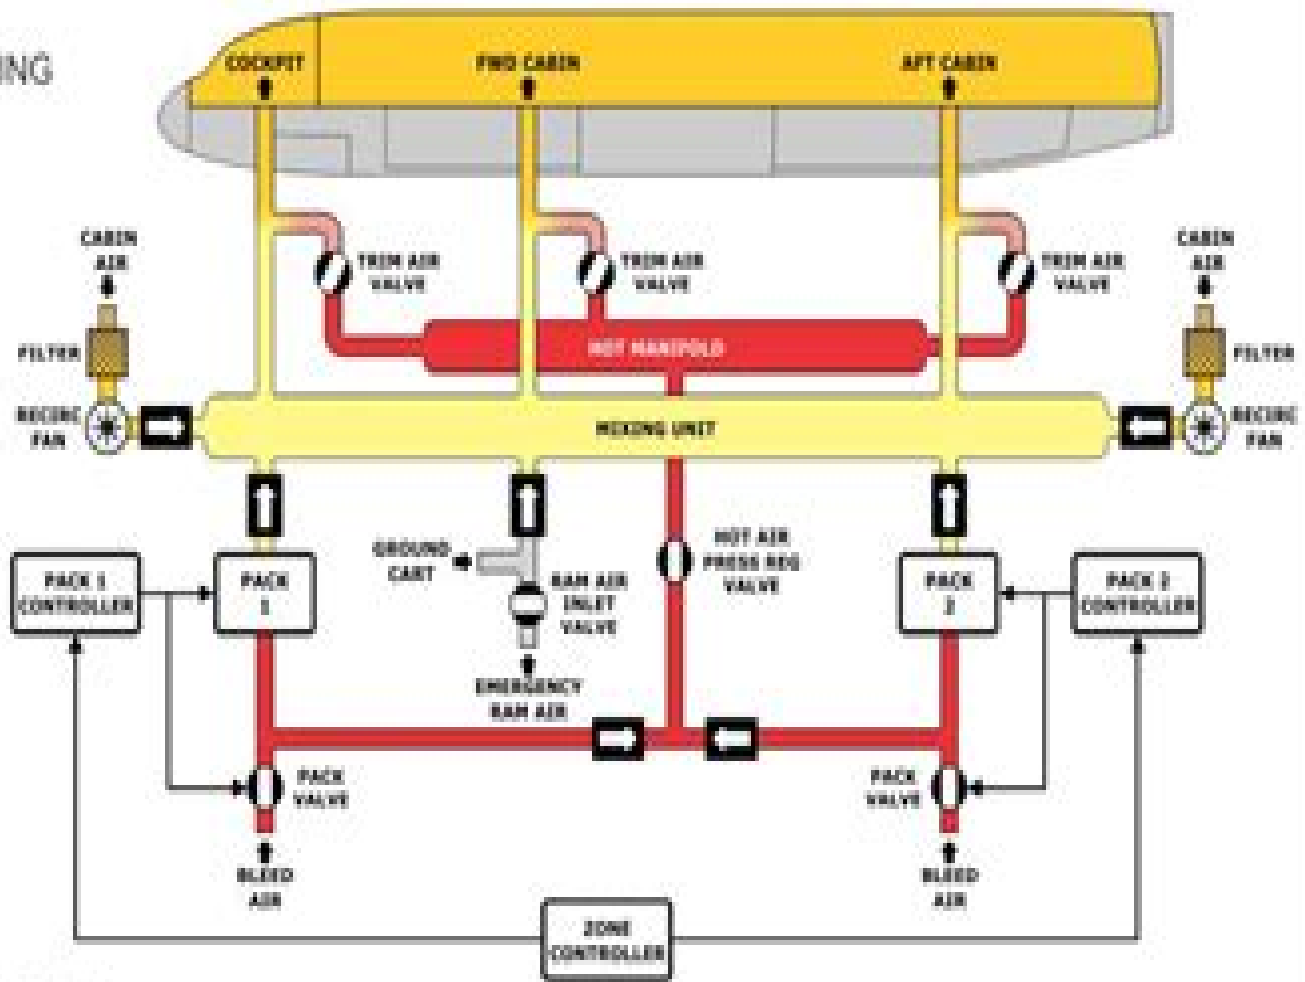 ING
COCKPIT
FWD CABIN
AFT CABIN
CABIN
AIR
TRIM AIR
VALVE
TRIM AIR
VALVE
TRIM AIR
VALVE
CABIN
AIR
FILTER
HOT MANIFOLD
FILTER
RECIRC
FAN
MIXING UNIT
RECIRC
FAN
PACK 1
CONTROLLER
PACK
1
GROUND
CART
RAM AIR
INLET
VALVE
HOT AIR
PRESS REG
VALVE
PACK
2
PACK 2
CONTROLLER
EMERGENCY
RAM AIR
PACK
VALVE
PACK
VALVE
BLEED
AIR
BLEED
AIR
ZONE
CONTROLLER